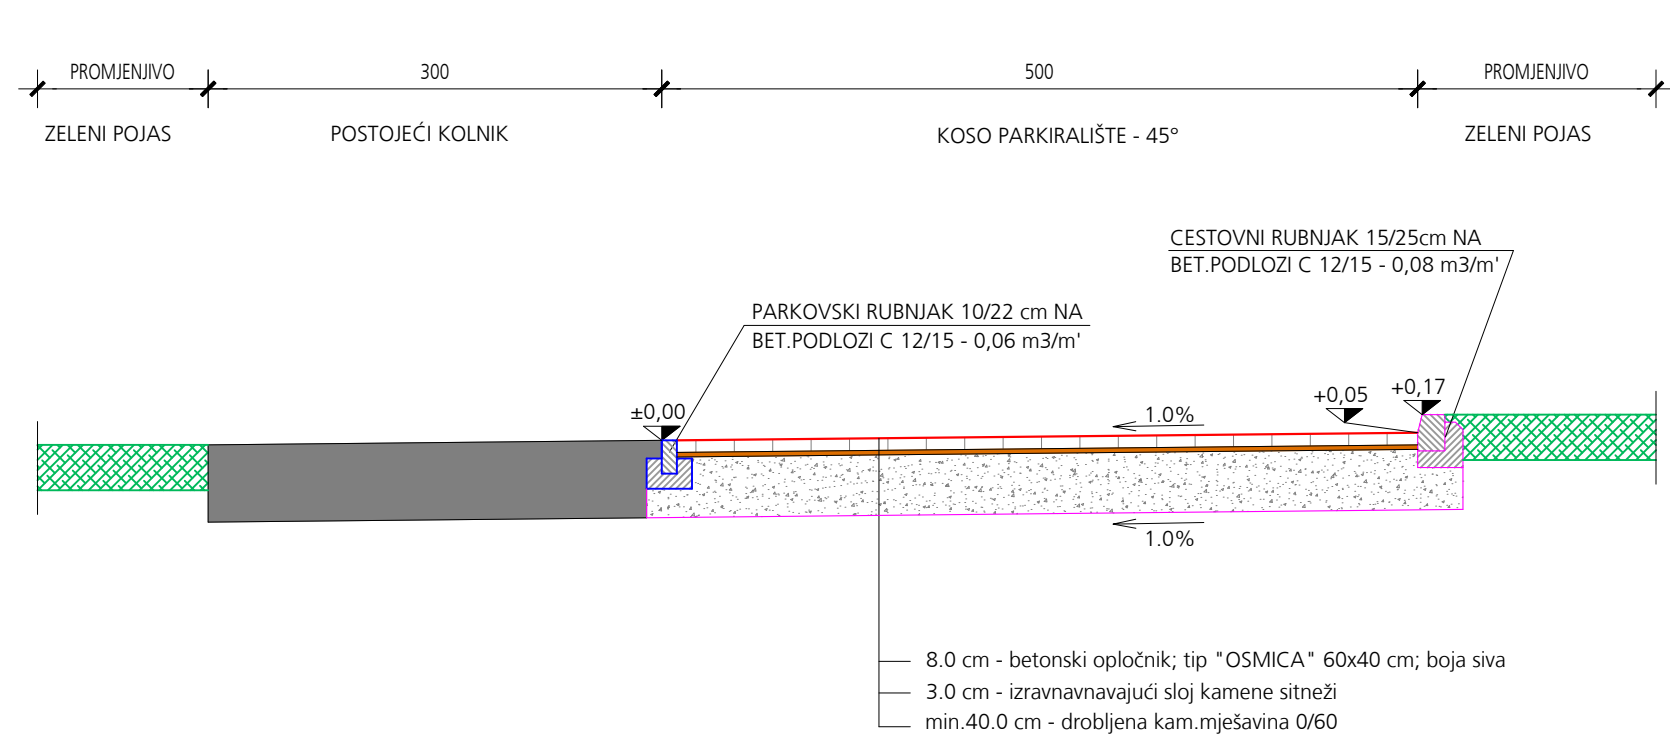 PROMJENJIVO 300 500 PROMJENJIVO
ZELENI POJAS POSTOJEĆI KOLNIK KOSO PARKIRALIŠTE - 45° ZELENI POJAS
CESTOVNI RUBNJAK 15/25cm NA
BET.PODLOZI C 12/15 - 0,08 m3/m'
PARKOVSKI RUBNJAK 10/22 cm NA
BET.PODLOZI C 12/15 - 0,06 m3/m'
±0,00 1.0% +0,05 +0,17
1.0%
8.0 cm - betonski opločnik; tip "OSMICA" 60x40 cm; boja siva
3.0 cm - izravnavnavajući sloj kamene sitneži
min.40.0 cm - drobljena kam.mješavina 0/60